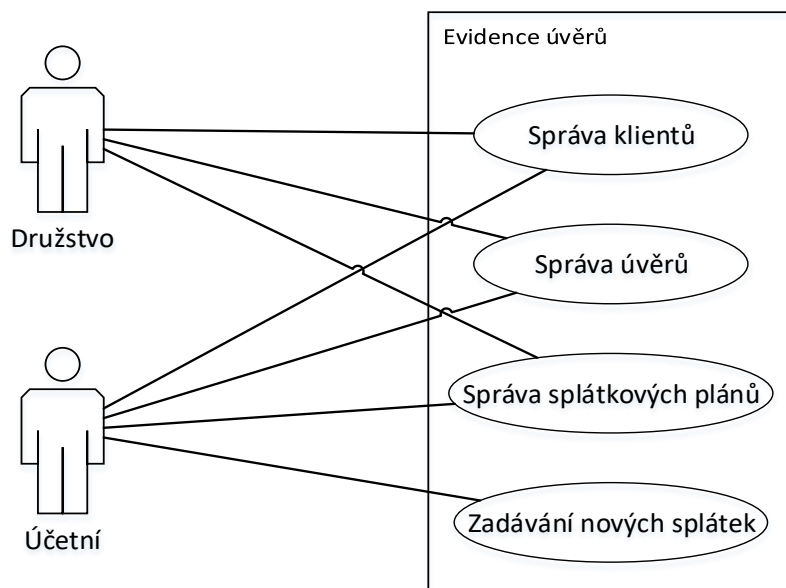 Evidence úvěrů
Správa klientů
Družstvo
Správa úvěrů
Správa splátkových plánů
Účetní
Zadávání nových splátek